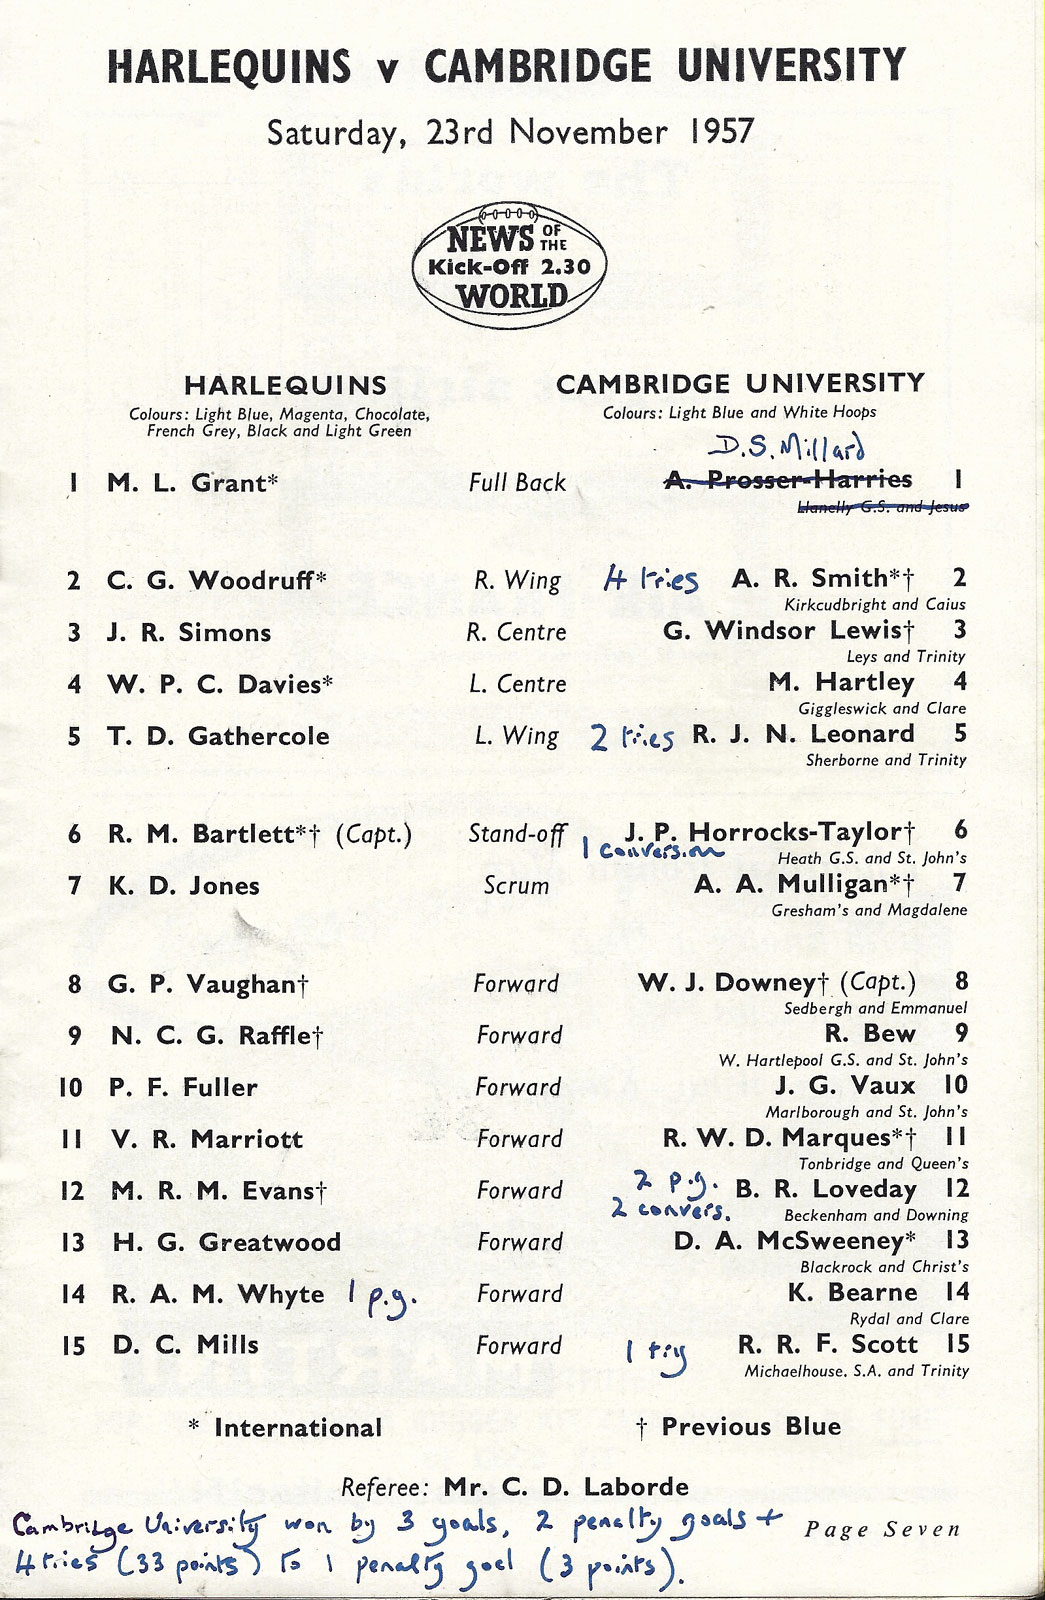 HARLEQUINS v CAMBRIDGE UNIVERSITY
Saturday, 23rd November 1957
NEWS OF THE
Kick-Off 2.30
WORLD
HARLEQUINS CAMBRIDGE UNIVERSITY
Colours: Light Blue, Magenta, Chocolate, Colours: Light Blue and White Hoops
French Grey, Black and Light Green
D.S. Millard
1 M. L. Grant* Full Back A. Prosser-Harries 1
Llanelly G.S. and Jesus
2 C. G. Woodruff* R. Wing 4 tries A. R. Smith*† 2
Kirkcudbright and Caius
3 J. R. Simons R. Centre G. Windsor Lewis† 3
Leys and Trinity
4 W. P. C. Davies* L. Centre M. Hartley 4
Giggleswick and Clare
5 T. D. Gathercole L. Wing 2 tries R. J. N. Leonard 5
Sherborne and Trinity
6 R. M. Bartlett*† (Capt.) Stand-off J. P. Horrocks-Taylor† 6
1 conversion Heath G.S. and St. John's
7 K. D. Jones Scrum A. A. Mulligan*† 7
Gresham's and Magdalene
8 G. P. Vaughan† Forward W. J. Downey† (Capt.) 8
Sedbergh and Emmanuel
9 N. C. G. Raffle† Forward R. Bew 9
W. Hartlepool G.S. and St. John's
10 P. F. Fuller Forward J. G. Vaux 10
Marlborough and St. John's
11 V. R. Marriott Forward R. W. D. Marques*† 11
Tonbridge and Queen's
12 M. R. M. Evans† Forward 2 p.g. B. R. Loveday 12
2 convers. Beckenham and Downing
13 H. G. Greatwood Forward D. A. McSweeney* 13
Blackrock and Christ's
14 R. A. M. Whyte 1 p.g. Forward K. Bearne 14
Rydal and Clare
15 D. C. Mills Forward 1 try R. R. F. Scott 15
Michaelhouse. S.A. and Trinity
* International † Previous Blue
Referee: Mr. C. D. Laborde
Cambridge University won by 3 goals, 2 penalty goals + Page Seven
4 tries (33 points) to 1 penalty goal (3 points).